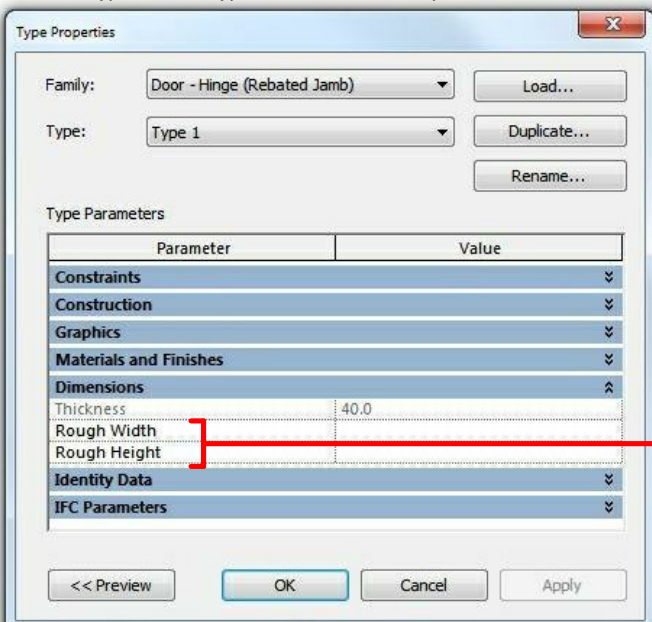 Type Properties
Family: Door - Hinge (Rebated Jamb) Load...
Type: Type 1 Duplicate...
Rename...
Type Parameters
Parameter Value
Constraints
Construction
Graphics
Materials and Finishes
Dimensions
Thickness 40.0
Rough Width
Rough Height
Identity Data
IFC Parameters
<< Preview OK Cancel Apply